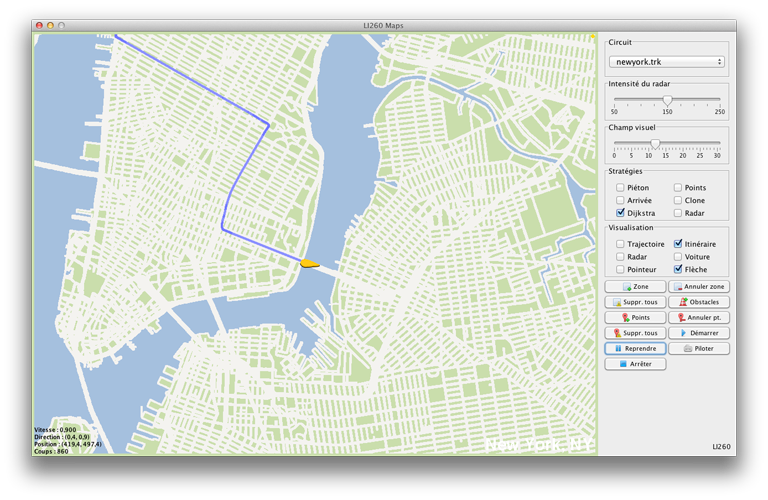 LI260 Maps
Circuit
newyork.trk
Intensité du radar
50 150 250
Champ visuel
0 5 10 15 20 25 30
Stratégies
Piéton Points
Arrivée Clone
Dijkstra Radar
Visualisation
Trajectoire Itinéraire
Radar Voiture
Pointeur Flèche
Zone Annuler zone
Suppr. tous Obstacles
Points Annuler pt.
Suppr. tous Démarrer
Reprendre Piloter
Arrêter
Vitesse : 0,900
Direction : (0,4, 0,9)
Position : (419,4, 497,4)
Coups : 860
New York, NY
LI260